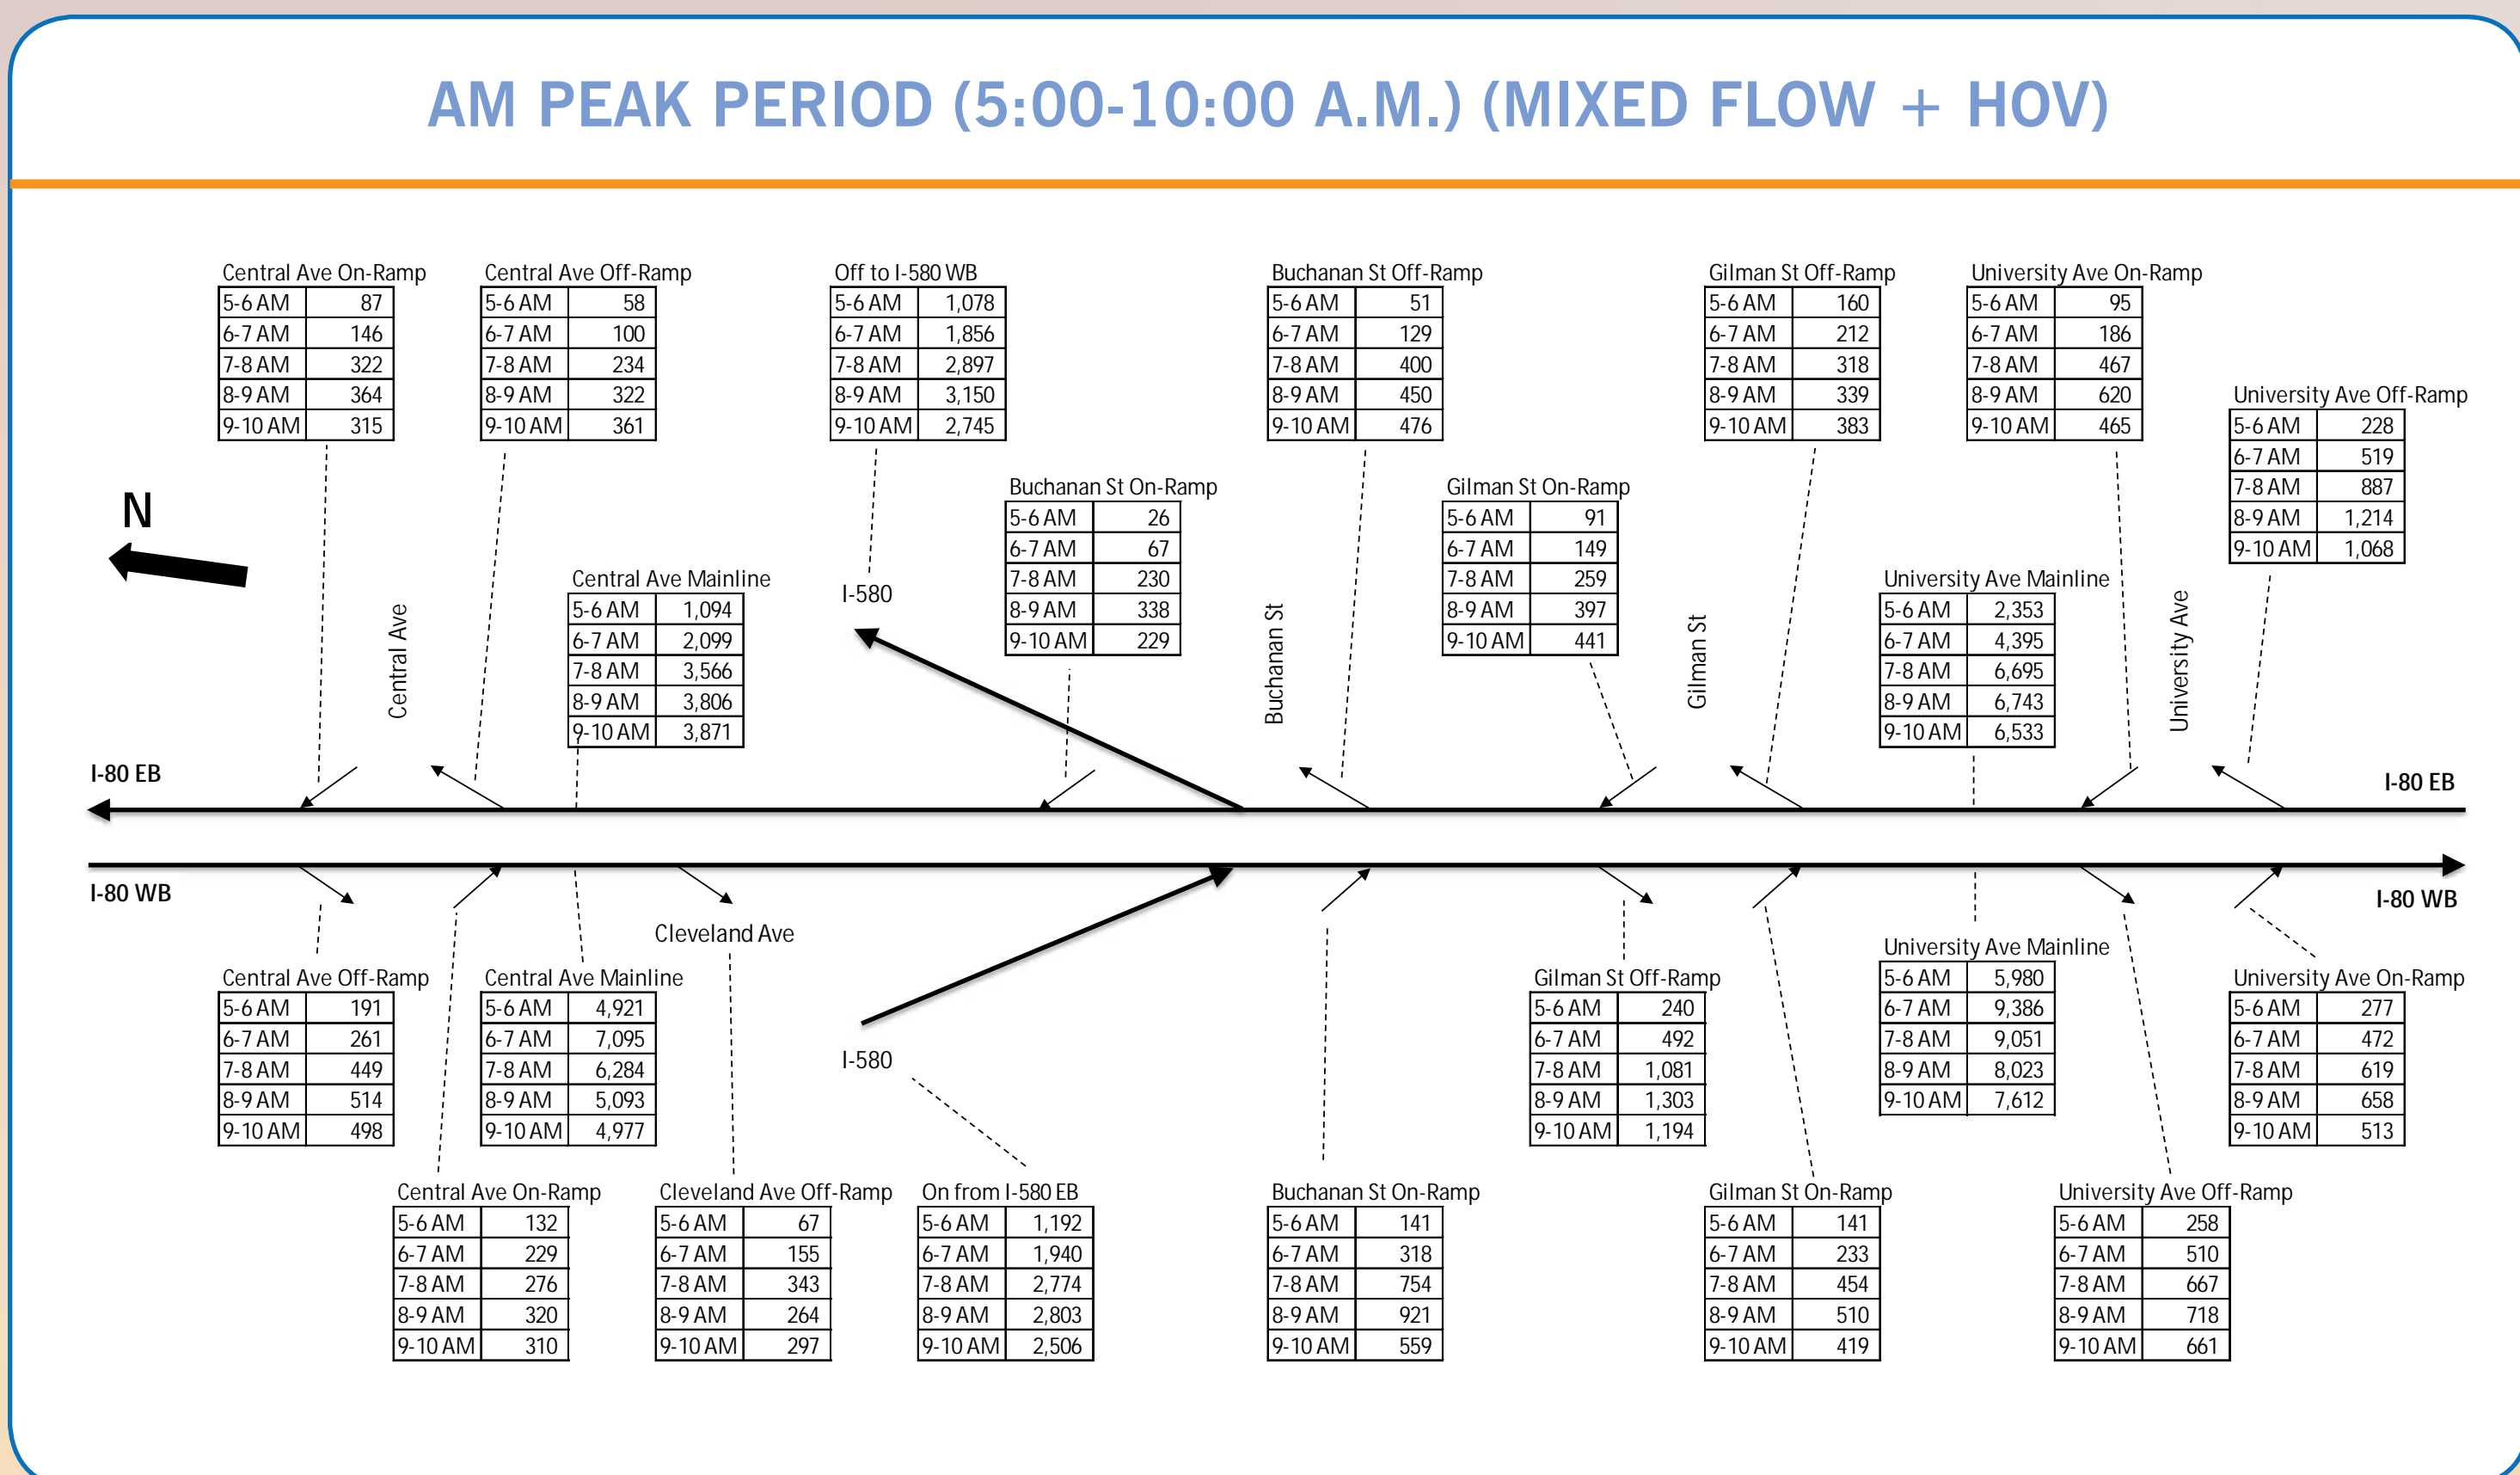 AM PEAK PERIOD (5:00-10:00 A.M.) (MIXED FLOW + HOV)
Central Ave On-Ramp
5-6 AM 87
6-7 AM 146
7-8 AM 322
8-9 AM 364
9-10 AM 315
Central Ave Off-Ramp
5-6 AM 58
6-7 AM 100
7-8 AM 234
8-9 AM 322
9-10 AM 361
Off to I-580 WB
5-6 AM 1,078
6-7 AM 1,856
7-8 AM 2,897
8-9 AM 3,150
9-10 AM 2,745
Buchanan St Off-Ramp
5-6 AM 51
6-7 AM 129
7-8 AM 400
8-9 AM 450
9-10 AM 476
Gilman St Off-Ramp
5-6 AM 160
6-7 AM 212
7-8 AM 318
8-9 AM 339
9-10 AM 383
University Ave On-Ramp
5-6 AM 95
6-7 AM 186
7-8 AM 467
8-9 AM 620
9-10 AM 465
University Ave Off-Ramp
5-6 AM 228
6-7 AM 519
7-8 AM 887
8-9 AM 1,214
9-10 AM 1,068
N
Buchanan St On-Ramp
5-6 AM 26
6-7 AM 67
7-8 AM 230
8-9 AM 338
9-10 AM 229
Gilman St On-Ramp
5-6 AM 91
6-7 AM 149
7-8 AM 259
8-9 AM 397
9-10 AM 441
Central Ave Mainline
5-6 AM 1,094
6-7 AM 2,099
7-8 AM 3,566
8-9 AM 3,806
9-10 AM 3,871
University Ave Mainline
5-6 AM 2,353
6-7 AM 4,395
7-8 AM 6,695
8-9 AM 6,743
9-10 AM 6,533
I-580
Central Ave
Buchanan St
Gilman St
University Ave
I-80 EB
I-80 EB
I-80 WB
I-80 WB
Cleveland Ave
Central Ave Off-Ramp
5-6 AM 191
6-7 AM 261
7-8 AM 449
8-9 AM 514
9-10 AM 498
Central Ave Mainline
5-6 AM 4,921
6-7 AM 7,095
7-8 AM 6,284
8-9 AM 5,093
9-10 AM 4,977
I-580
Gilman St Off-Ramp
5-6 AM 240
6-7 AM 492
7-8 AM 1,081
8-9 AM 1,303
9-10 AM 1,194
University Ave Mainline
5-6 AM 5,980
6-7 AM 9,386
7-8 AM 9,051
8-9 AM 8,023
9-10 AM 7,612
University Ave On-Ramp
5-6 AM 277
6-7 AM 472
7-8 AM 619
8-9 AM 658
9-10 AM 513
Central Ave On-Ramp
5-6 AM 132
6-7 AM 229
7-8 AM 276
8-9 AM 320
9-10 AM 310
Cleveland Ave Off-Ramp
5-6 AM 67
6-7 AM 155
7-8 AM 343
8-9 AM 264
9-10 AM 297
On from I-580 EB
5-6 AM 1,192
6-7 AM 1,940
7-8 AM 2,774
8-9 AM 2,803
9-10 AM 2,506
Buchanan St On-Ramp
5-6 AM 141
6-7 AM 318
7-8 AM 754
8-9 AM 921
9-10 AM 559
Gilman St On-Ramp
5-6 AM 141
6-7 AM 233
7-8 AM 454
8-9 AM 510
9-10 AM 419
University Ave Off-Ramp
5-6 AM 258
6-7 AM 510
7-8 AM 667
8-9 AM 718
9-10 AM 661